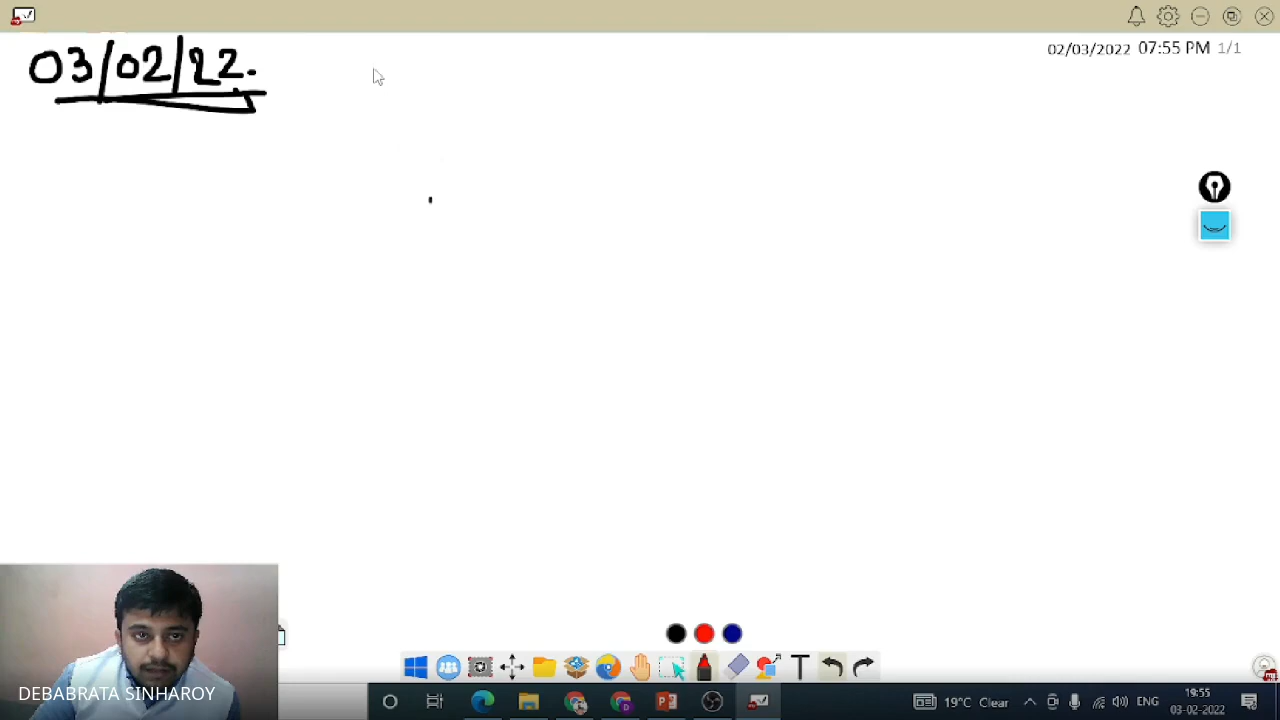 03/02/22.
02/03/2022 07:55 PM 1/1
DEBABRATA SINHAROY
T
19°C Clear
ENG
19:55
03-02-2022